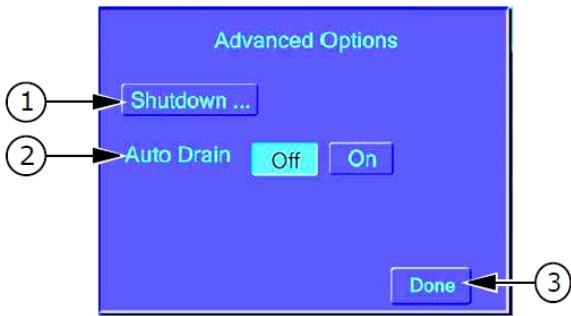 Advanced Options
1 Shutdown ...
2 Auto Drain Off On
Done 3